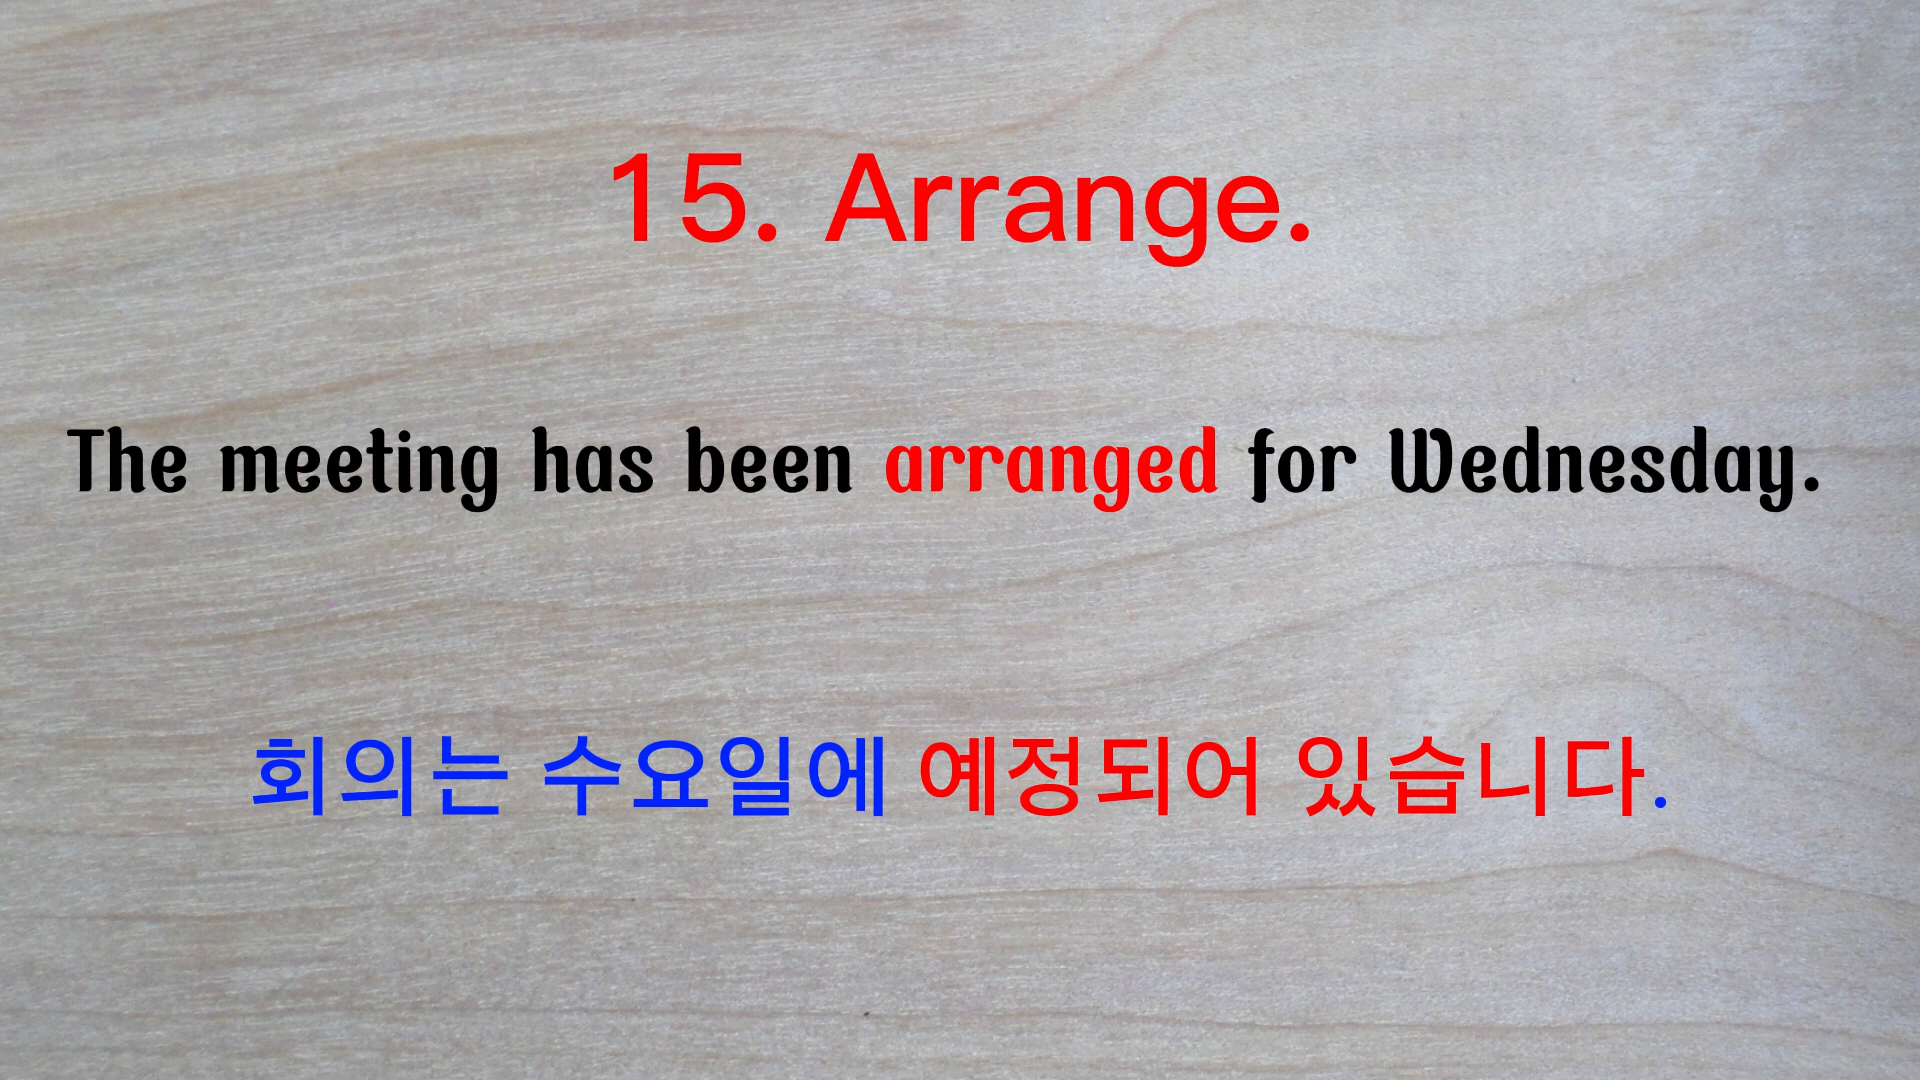 15. Arrange.
The meeting has been arranged for Wednesday.
회의는 수요일에 예정되어 있습니다.